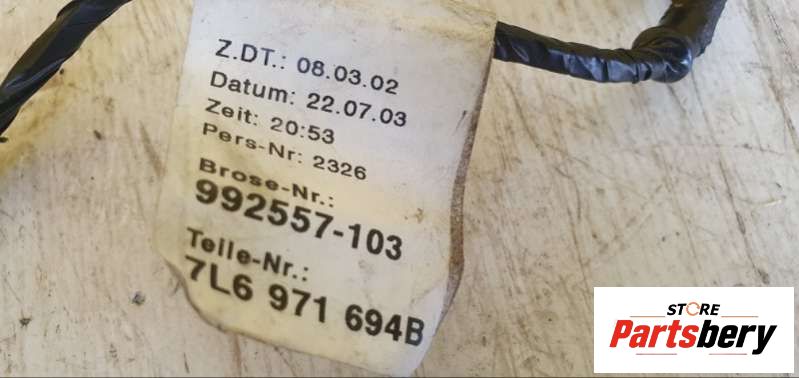 Z.DT.: 08.03.02
Datum: 22.07.03
Zeit: 20:53
Pers-Nr: 2326
Brose-Nr.:
992557-103
Teile-Nr.:
7L6 971 694B
STORE
Partsbery